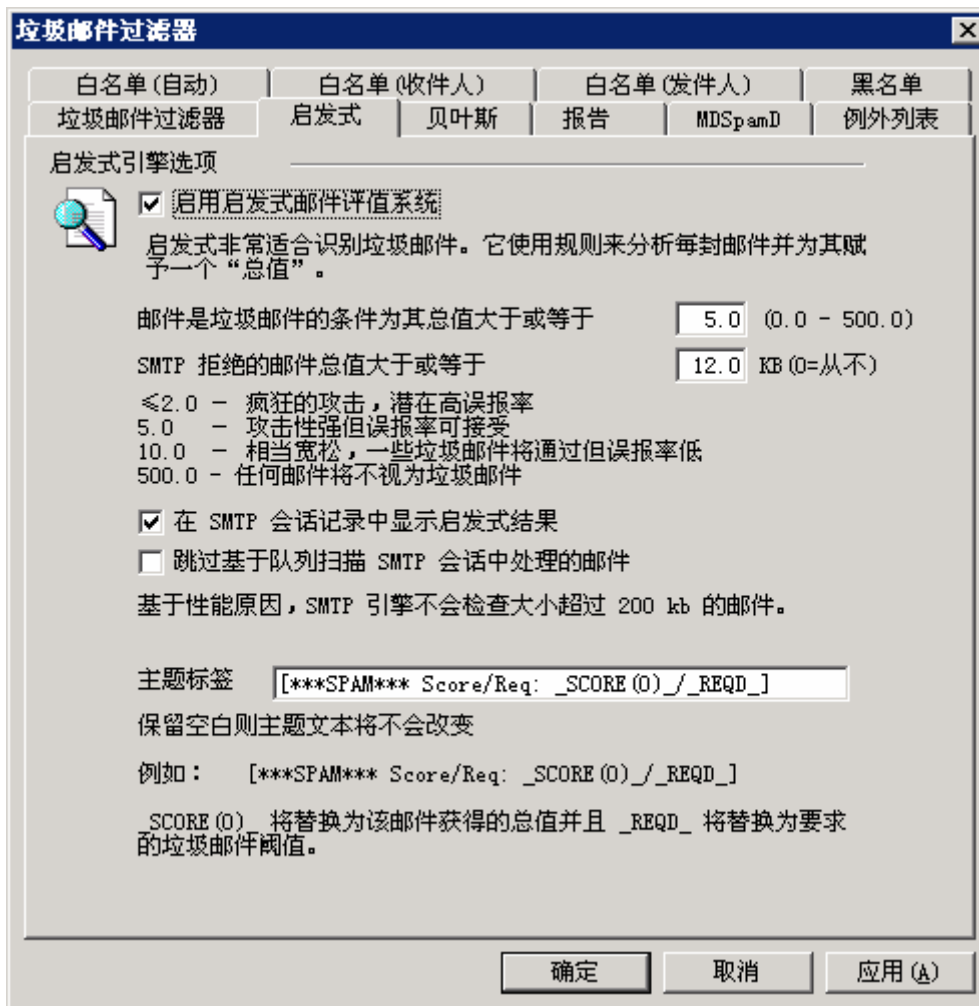 垃圾邮件过滤器
白名单(自动) 白名单(收件人) 白名单(发件人) 黑名单
垃圾邮件过滤器 启发式 贝叶斯 报告 MDSpamD 例外列表
启发式引擎选项
启用启发式邮件评值系统
启发式非常适合识别垃圾邮件。它使用规则来分析每封邮件并为其赋
予一个“总值”。
邮件是垃圾邮件的条件为其总值大于或等于 5.0 (0.0 - 500.0)
SMTP 拒绝的邮件总值大于或等于 12.0 KB(0=从不)
≤2.0 - 疯狂的攻击,潜在高误报率
5.0 - 攻击性强但误报率可接受
10.0 - 相当宽松,一些垃圾邮件将通过但误报率低
500.0 - 任何邮件将不视为垃圾邮件
在 SMTP 会话记录中显示启发式结果
跳过基于队列扫描 SMTP 会话中处理的邮件
基于性能原因,SMTP 引擎不会检查大小超过 200 kb 的邮件。
主题标签 [***SPAM*** Score/Req: _SCORE(0)_/_REQD_]
保留空白则主题文本将不会改变
例如: [***SPAM*** Score/Req: _SCORE(0)_/_REQD_]
_SCORE(0)_ 将替换为该邮件获得的总值并且 _REQD_ 将替换为要求
的垃圾邮件阈值。
确定 取消 应用(A)